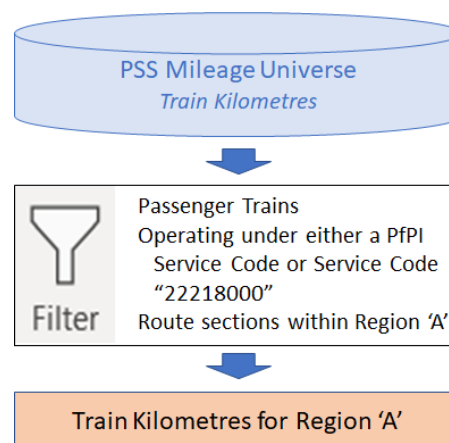 PSS Mileage Universe
Train Kilometres
Filter
Passenger Trains
Operating under either a PfPI
Service Code or Service Code
“22218000”
Route sections within Region ‘A’
Train Kilometres for Region ‘A’